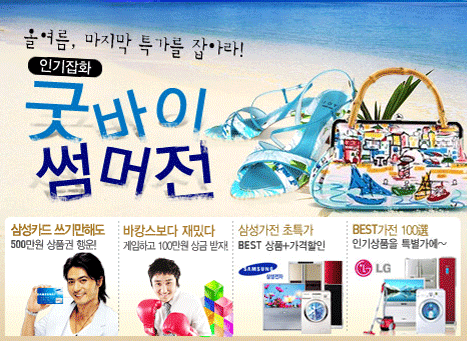 올여름, 마지막 특가를 잡아라!
인기잡화
굿바이
썸머전
삼성카드 쓰기만해도
500만원 상품권 행운!
바캉스보다 재밌다
게임하고 100만원 상금 받자!
삼성가전 초특가
BEST 상품+가격할인
SAMSUNG
삼성전자
BEST가전 100選
인기상품을 특별가에~
LG